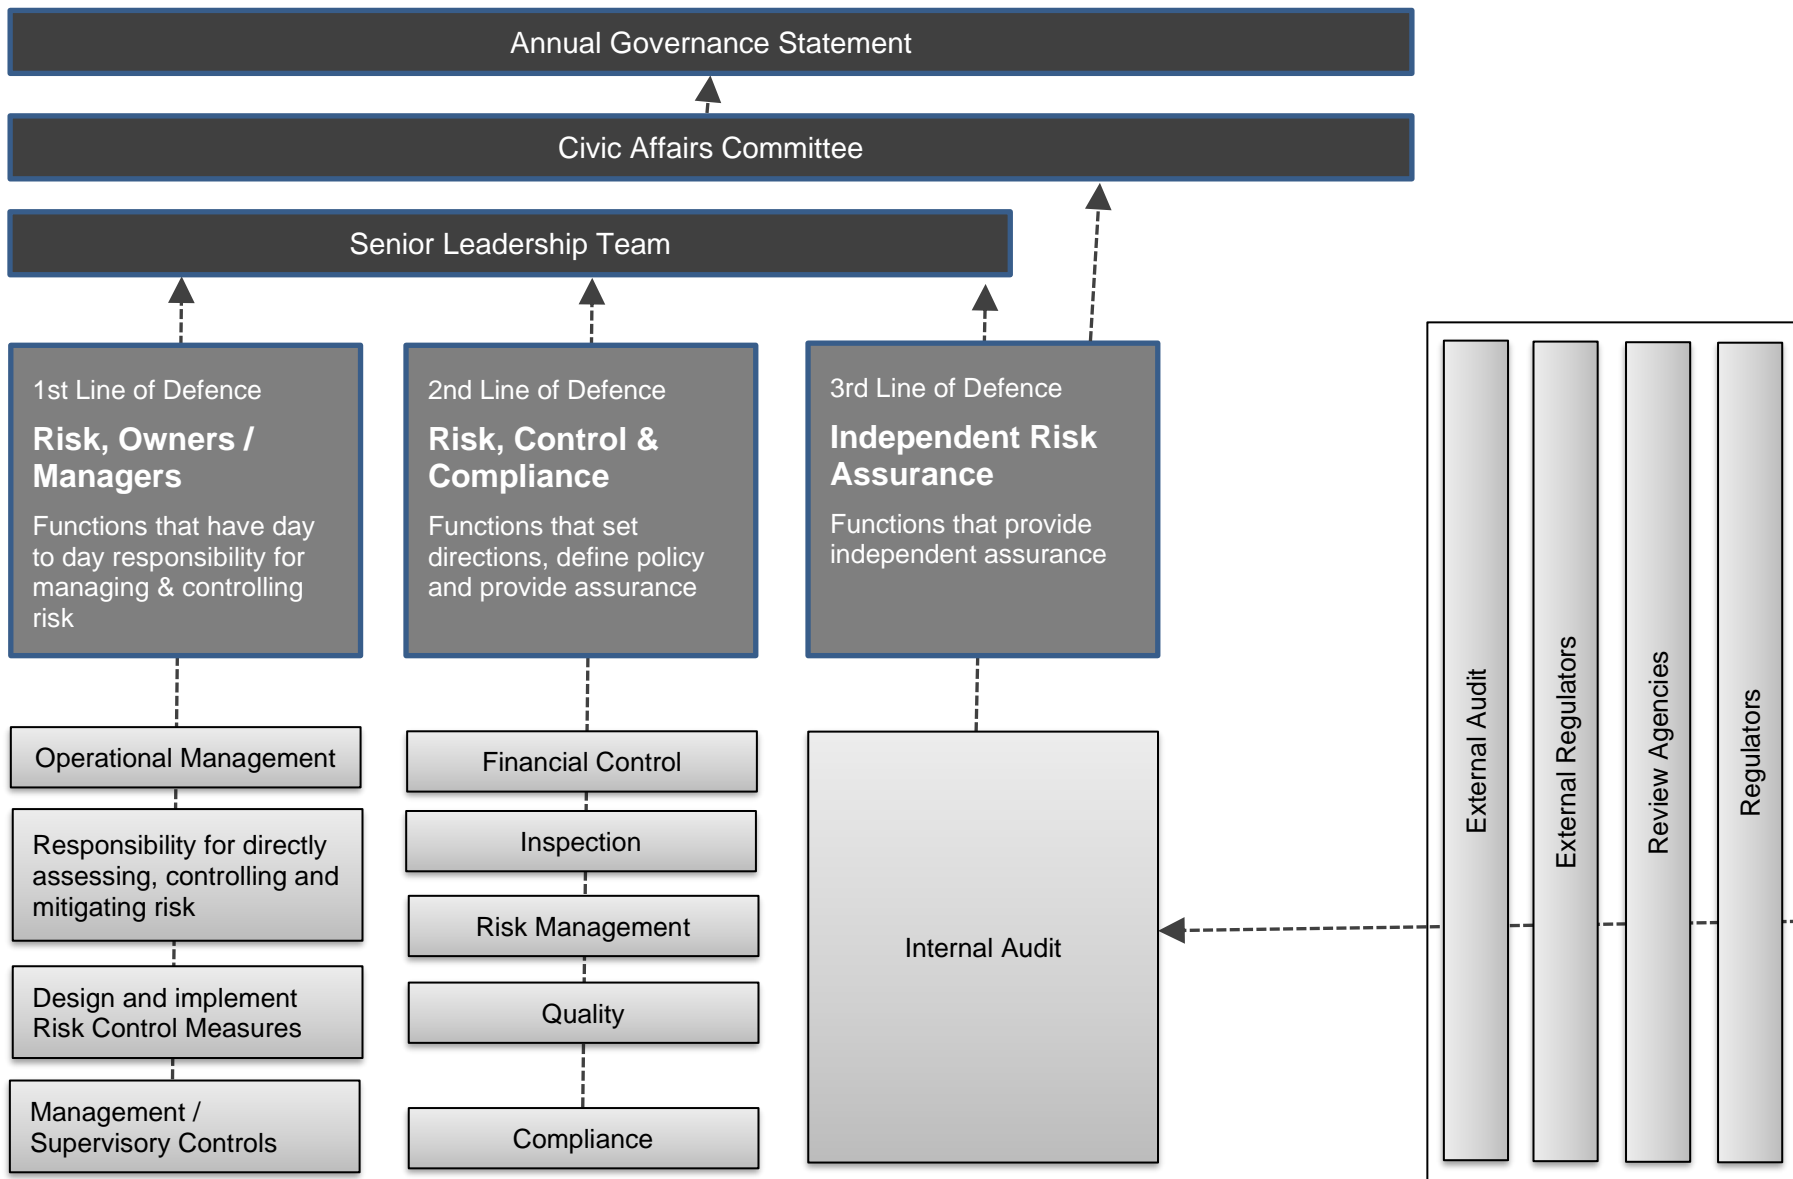 Annual Governance Statement
Civic Affairs Committee
Senior Leadership Team
1st Line of Defence
Risk, Owners /
Managers
Functions that have day
to day responsibility for
managing & controlling
risk
2nd Line of Defence
Risk, Control &
Compliance
Functions that set
directions, define policy
and provide assurance
3rd Line of Defence
Independent Risk
Assurance
Functions that provide
independent assurance
Operational Management
Responsibility for directly
assessing, controlling and
mitigating risk
Design and implement
Risk Control Measures
Management /
Supervisory Controls
Financial Control
Inspection
Risk Management
Quality
Compliance
Internal Audit
External Audit
External Regulators
Review Agencies
Regulators